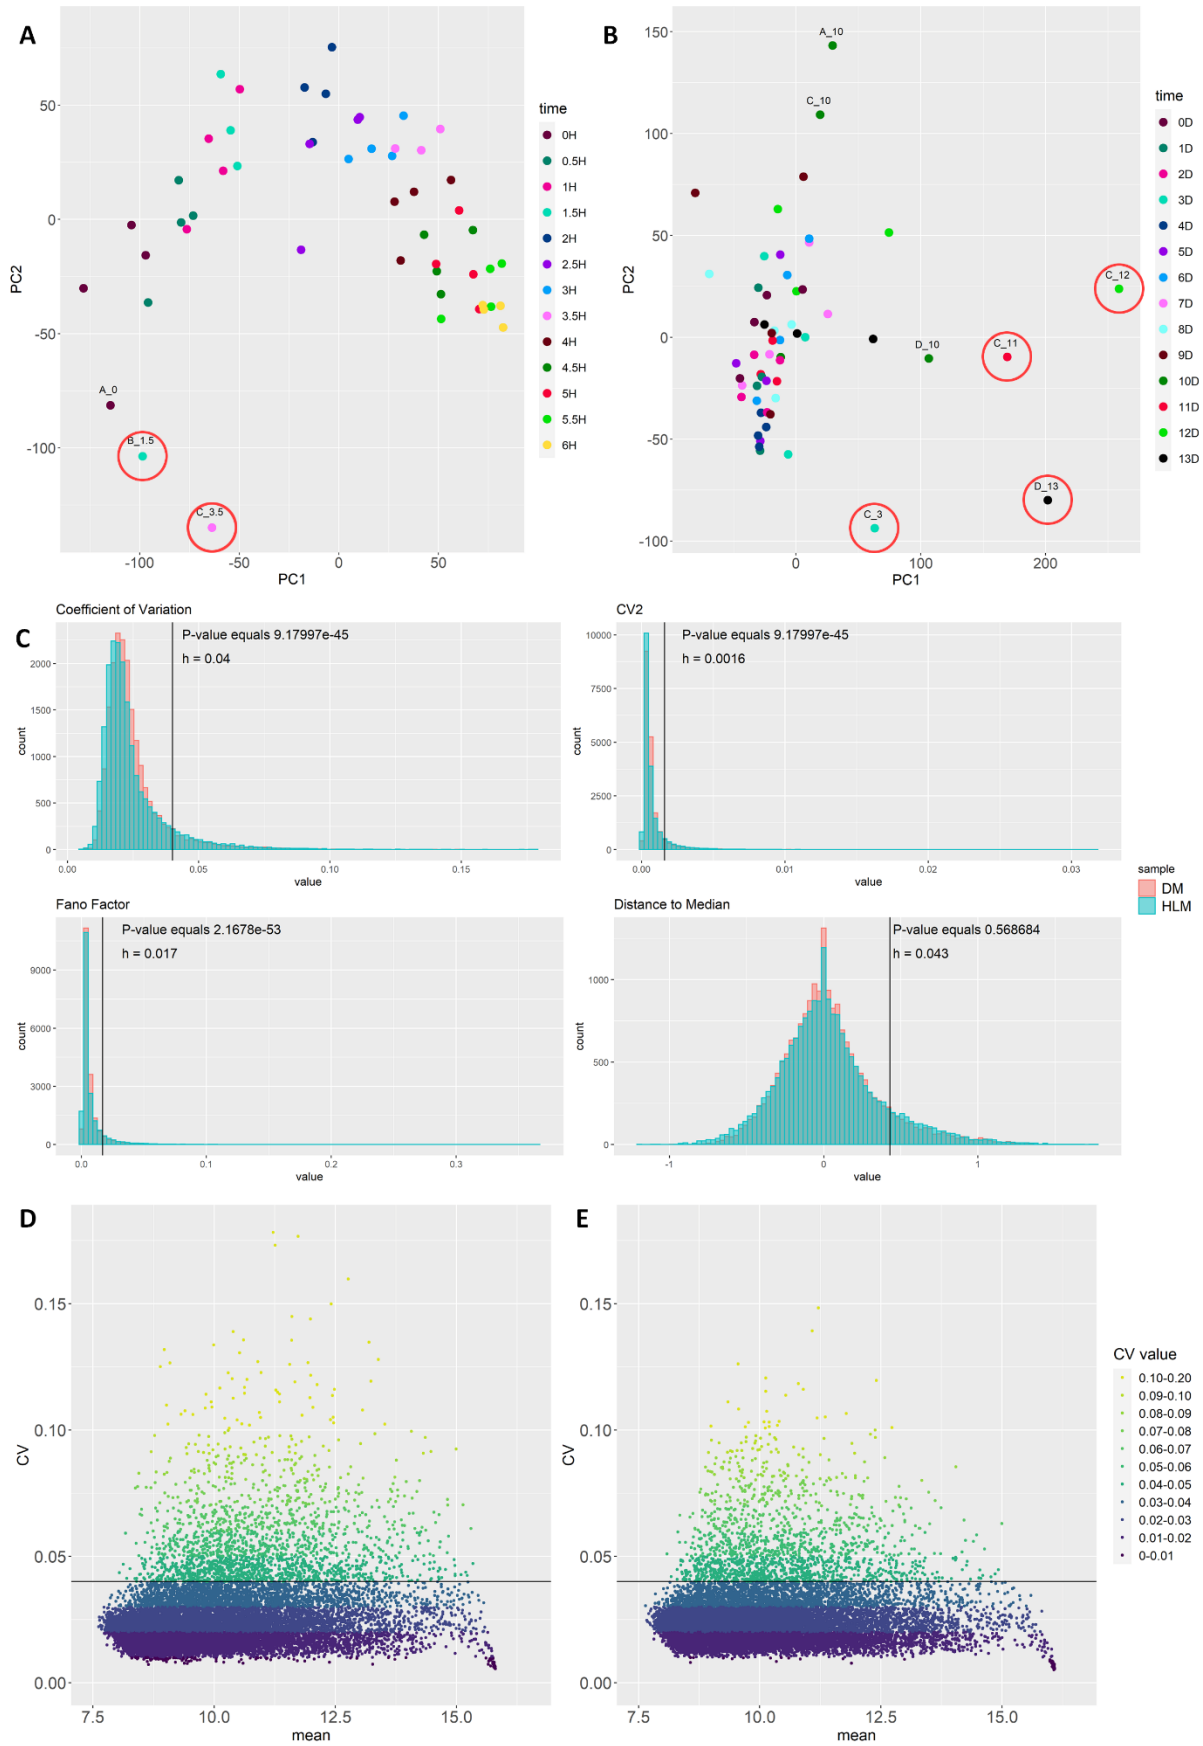 A
50
0
-50
-100
PC2
-100
-50
0
50
PC1
A_0
B_1.5
C_3.5
time
0H
0.5H
1H
1.5H
2H
2.5H
3H
3.5H
4H
4.5H
5H
5.5H
6H
B
150
100
50
0
-50
-100
PC2
0
100
200
PC1
A_10
C_10
C_12
C_11
D_10
D_13
C_3
time
0D
1D
2D
3D
4D
5D
6D
7D
8D
9D
10D
11D
12D
13D
C
Coefficient of Variation
P-value equals 9.17997e-45
h = 0.04
2000
1500
1000
500
0
count
0.00
0.05
0.10
0.15
value
CV2
P-value equals 9.17997e-45
h = 0.0016
10000
7500
5000
2500
0
count
0.00
0.01
0.02
0.03
value
Fano Factor
P-value equals 2.1678e-53
h = 0.017
9000
6000
3000
0
count
0.0
0.1
0.2
0.3
value
Distance to Median
P-value equals 0.568684
h = 0.043
1000
500
0
count
-1
0
1
value
sample
DM
HLM
D
0.15
0.10
0.05
0.00
CV
7.5
10.0
12.5
15.0
mean
E
0.15
0.10
0.05
0.00
CV
7.5
10.0
12.5
15.0
mean
CV value
0.10-0.20
0.09-0.10
0.08-0.09
0.07-0.08
0.06-0.07
0.05-0.06
0.04-0.05
0.03-0.04
0.02-0.03
0.01-0.02
0-0.01